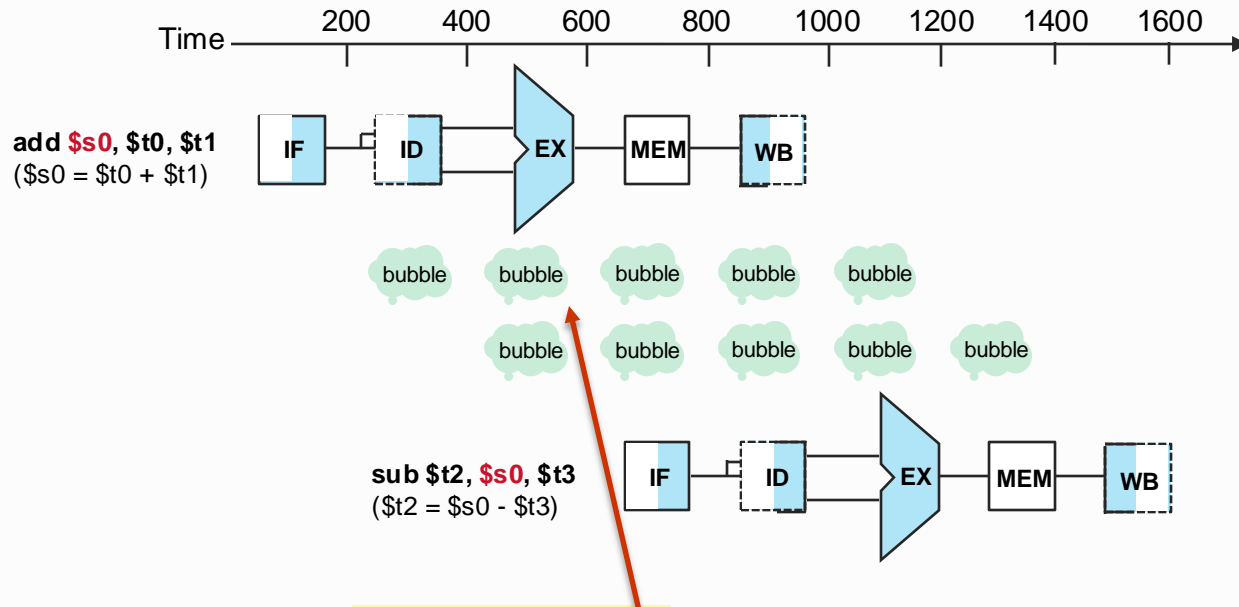 200 400 600 800 1000 1200 1400 1600
Time
add $s0, $t0, $t1
($s0 = $t0 + $t1)
IF ID EX MEM WB
bubble bubble bubble bubble bubble
bubble bubble bubble bubble bubble
sub $t2, $s0, $t3
($t2 = $s0 - $t3)
IF ID EX MEM WB